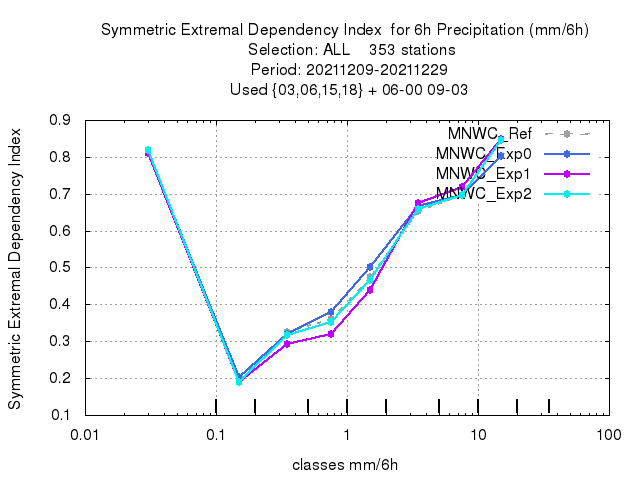 Symmetric Extremal Dependency Index for 6h Precipitation (mm/6h)
Selection: ALL 353 stations
Period: 20211209-20211229
Used {03,06,15,18} + 06-00 09-03
MNWC_Ref
MNWC_Exp0
MNWC_Exp1
MNWC_Exp2
Symmetric Extremal Dependency Index
0.9
0.8
0.7
0.6
0.5
0.4
0.3
0.2
0.1
0.01 0.1 1 10 100
classes mm/6h